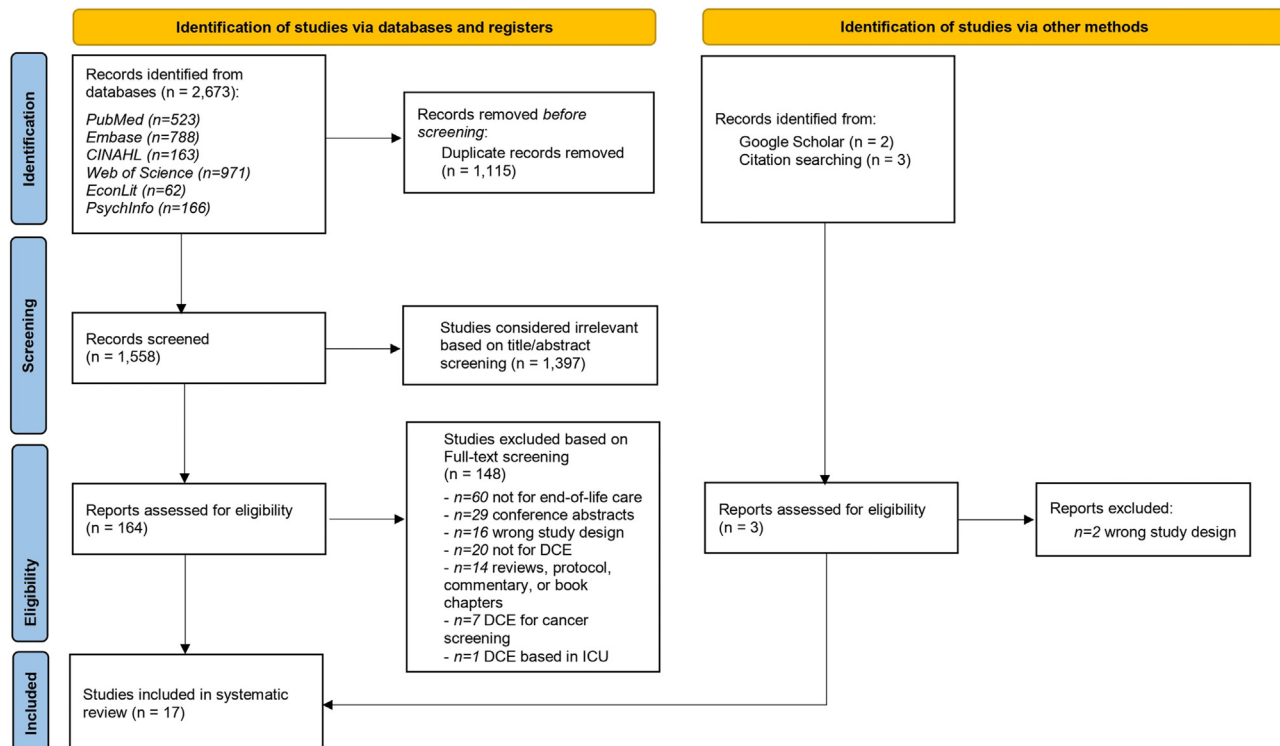 Identification of studies via databases and registers
Identification of studies via other methods
Identification
Records identified from
databases (n = 2,673):
PubMed (n=523)
Embase (n=788)
CINAHL (n=163)
Web of Science (n=971)
EconLit (n=62)
PsychInfo (n=166)
Records removed before
screening:
Duplicate records removed
(n = 1,115)
Records identified from:
Google Scholar (n = 2)
Citation searching (n = 3)
Screening
Records screened
(n = 1,558)
Studies considered irrelevant
based on title/abstract
screening (n = 1,397)
Eligibility
Reports assessed for eligibility
(n = 164)
Studies excluded based on
Full-text screening
(n = 148)
- n=60 not for end-of-life care
- n=29 conference abstracts
- n=16 wrong study design
- n=20 not for DCE
- n=14 reviews, protocol,
commentary, or book
chapters
- n=7 DCE for cancer
screening
- n=1 DCE based in ICU
Reports assessed for eligibility
(n = 3)
Reports excluded:
n=2 wrong study design
Included
Studies included in systematic
review (n = 17)